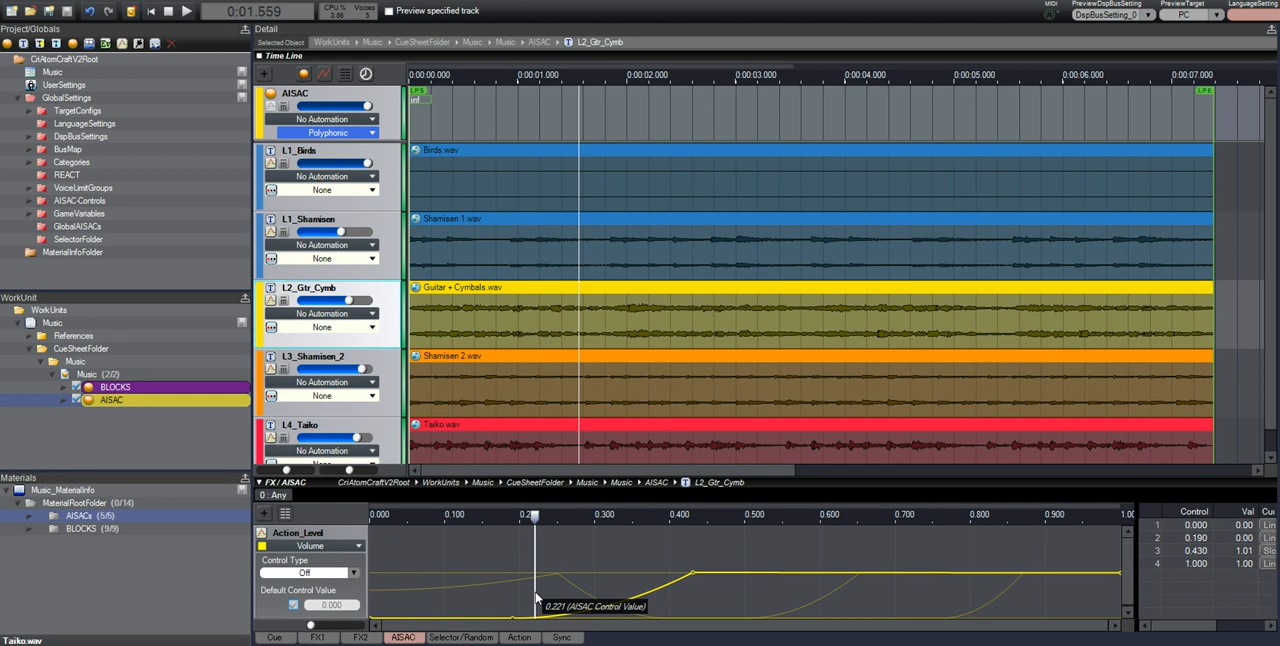 0:01.559
CPU %
3.86
Voices
5
Preview specified track
MIDI
PreviewDspBusSetting
DspBusSetting_0
PreviewTarget
PC
LanguageSetting
Project/Globals
CriAtomCraftV2Root
Music
UserSettings
GlobalSettings
TargetConfigs
LanguageSettings
DspBusSettings
BusMap
Categories
REACT
VoiceLimitGroups
AISAC-Controls
GameVariables
GlobalAISACs
SelectorFolder
MaterialInfoFolder
WorkUnit
WorkUnits
Music
References
CueSheetFolder
Music
Music (2/2)
BLOCKS
AISAC
Materials
Music_MaterialInfo
MaterialRootFolder (0/14)
AISACs (5/5)
BLOCKS (9/9)
Taiko.wav
Detail
Selected Object WorkUnits Music CueSheetFolder Music Music AISAC L2_Gtr_Cymb
Time Line
0:00:00.000 0:00:01.000 0:00:02.000 0:00:03.000 0:00:04.000 0:00:05.000 0:00:06.000 0:00:07.000
LPS LPE
inf
AISAC
No Automation
Polyphonic
L1_Birds
No Automation
None
Birds.wav
L1_Shamisen
No Automation
None
Shamisen 1.wav
L2_Gtr_Cymb
No Automation
None
Guitar + Cymbals.wav
L3_Shamisen_2
No Automation
None
Shamisen 2.wav
L4_Taiko
No Automation
Taiko.wav
FX / AISAC CriAtomCraftV2Root WorkUnits Music CueSheetFolder Music Music AISAC L2_Gtr_Cymb
0 : Any
0.000 0.300 0.400 0.500 0.600 0.700 0.800 0.900
Action_Level
Volume
Control Type
Off
Default Control Value
0.000
0.221 (AISAC Control Value)
Control Val
1 0.000 0.00 Lin
2 0.190 0.00 Lin
3 0.430 1.01 Slo
4 1.000 1.00 Lin
Cue FX1 FX2 AISAC Selector/Random Action Sync